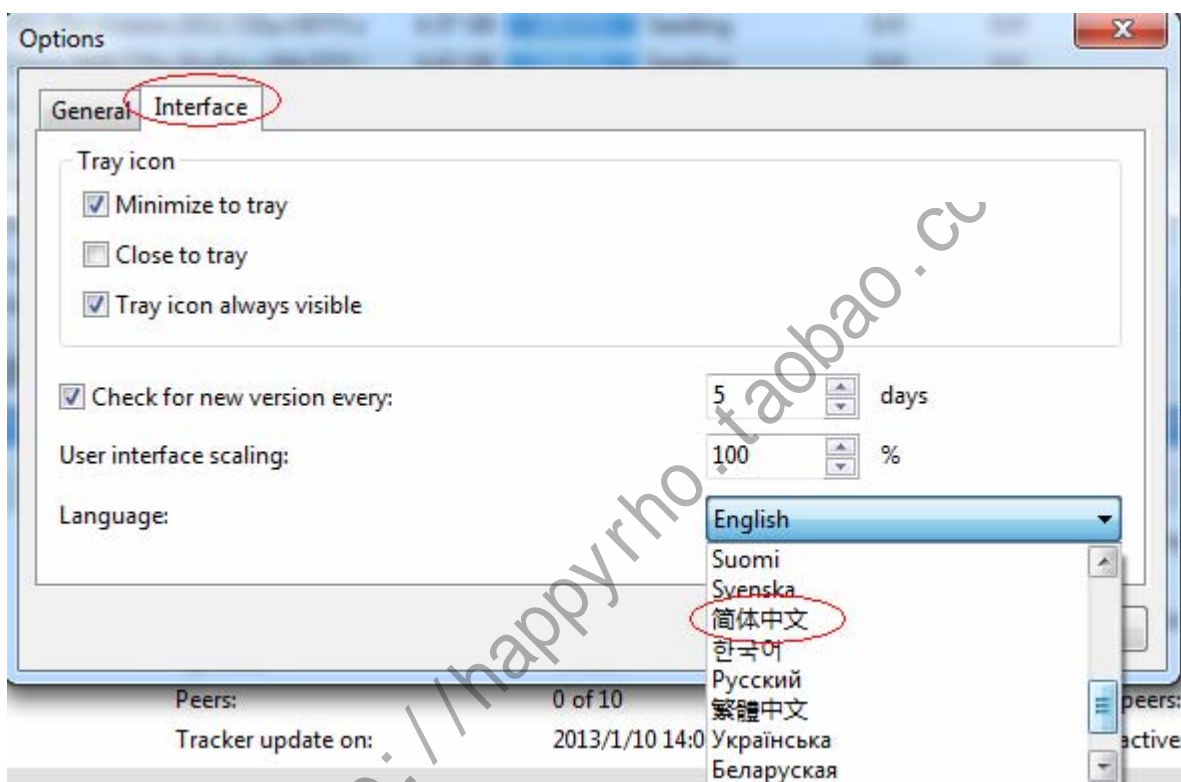 Options
General Interface
Tray icon
Minimize to tray
Close to tray
Tray icon always visible
Check for new version every: 5 days
User interface scaling: 100 %
Language: English
Suomi
Svenska
简体中文
한국어
Русский
繁體中文
Українська
Беларуская
Peers: 0 of 10 peers:
Tracker update on: 2013/1/10 14:0 active
://happyrho.taobao.co